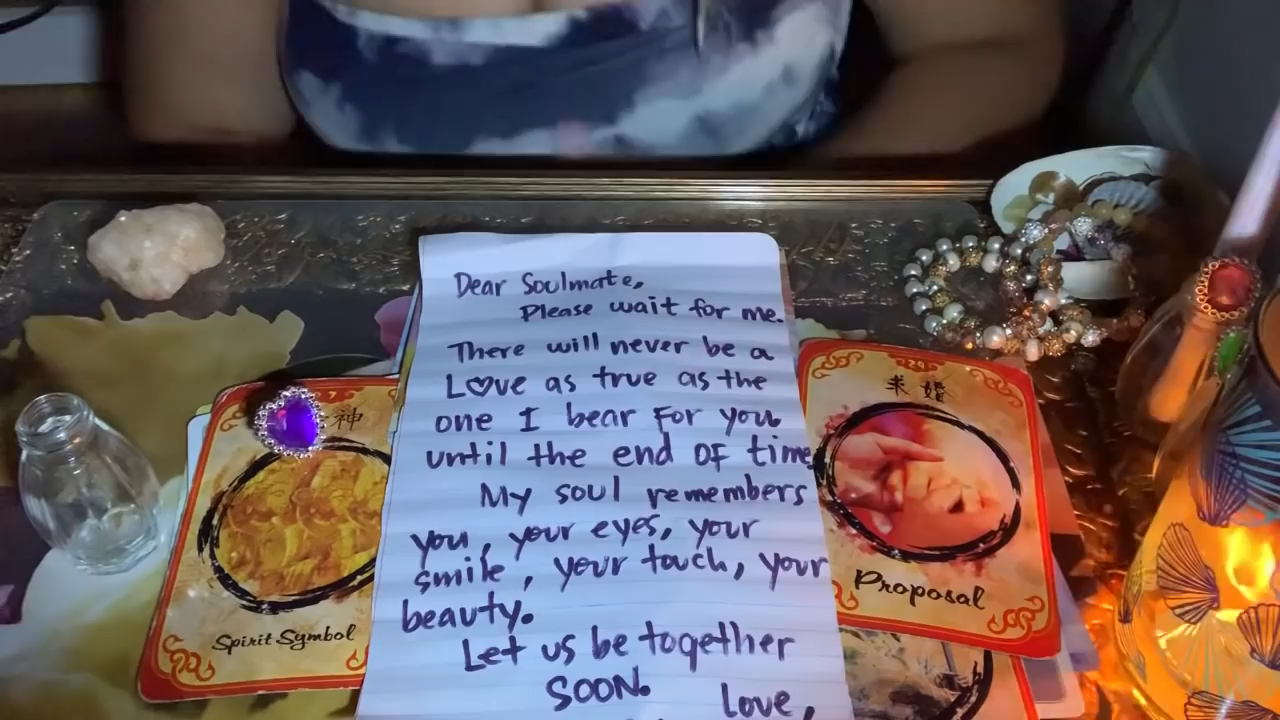 Dear Soulmate,
Please wait for me.
There will never be a
L♡ve as true as the
one I bear For you
until the end OF time
My soul remembers
you, your eyes, your
smile, your touch, your
beauty.
Let us be together
SOON.
Love,
神
Spirit Symbol
求婚
Proposal